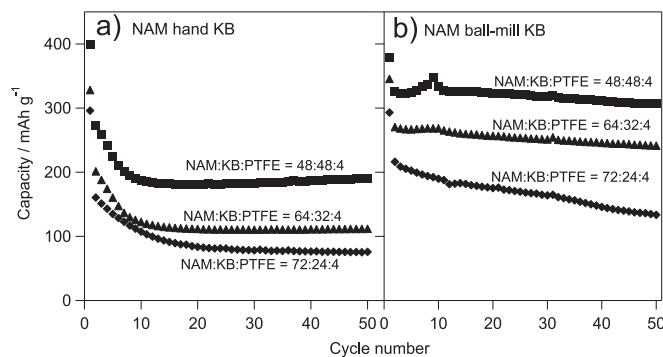 a) NAM hand KB
b) NAM ball-mill KB
400
300
200
100
0
Capacity / mAh g⁻¹
NAM:KB:PTFE = 48:48:4
NAM:KB:PTFE = 64:32:4
NAM:KB:PTFE = 72:24:4
NAM:KB:PTFE = 48:48:4
NAM:KB:PTFE = 64:32:4
NAM:KB:PTFE = 72:24:4
0 10 20 30 40 50 0 10 20 30 40 50
Cycle number